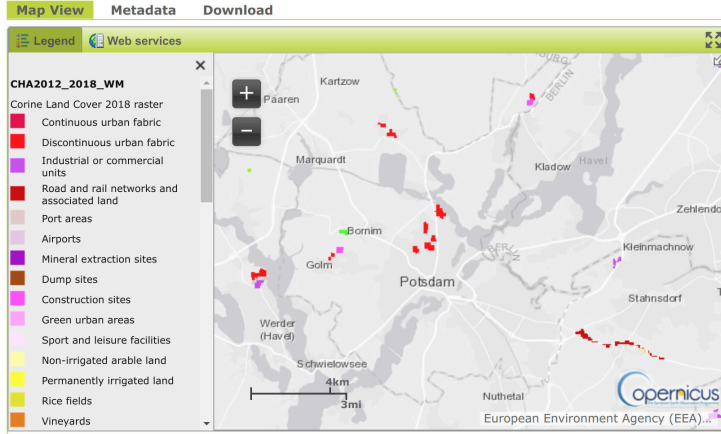 Map View Metadata Download
Legend Web services
CHA2012_2018_WM
Corine Land Cover 2018 raster
Continuous urban fabric
Discontinuous urban fabric
Industrial or commercial
units
Road and rail networks and
associated land
Port areas
Airports
Mineral extraction sites
Dump sites
Construction sites
Green urban areas
Sport and leisure facilities
Non-irrigated arable land
Permanently irrigated land
Rice fields
Vineyards
BERLIN
Kartzow
Paaren
Marquardt
Kladow
Havel
Zehlendo
Bornim
Kleinmachnow
Golm
Potsdam
Stahnsdorf
Werder
(Havel)
Schwielowsee
4km
3mi
Nuthetal
opernicus
European Environment Agency (EEA)...